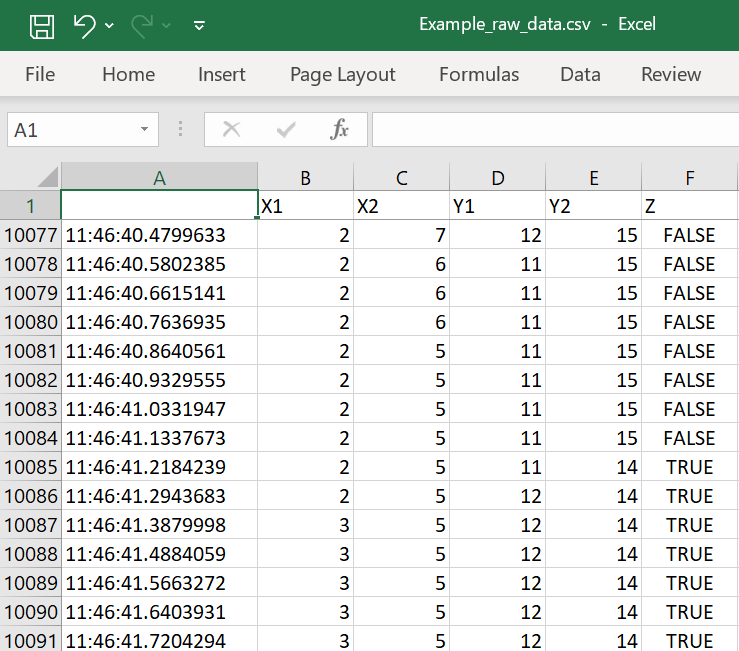 Example_raw_data.csv - Excel
File Home Insert Page Layout Formulas Data Review
A1 fx
A B C D E F
1 X1 X2 Y1 Y2 Z
10077 11:46:40.4799633 2 7 12 15 FALSE
10078 11:46:40.5802385 2 6 11 15 FALSE
10079 11:46:40.6615141 2 6 11 15 FALSE
10080 11:46:40.7636935 2 6 11 15 FALSE
10081 11:46:40.8640561 2 5 11 15 FALSE
10082 11:46:40.9329555 2 5 11 15 FALSE
10083 11:46:41.0331947 2 5 11 15 FALSE
10084 11:46:41.1337673 2 5 11 15 FALSE
10085 11:46:41.2184239 2 5 11 14 TRUE
10086 11:46:41.2943683 2 5 12 14 TRUE
10087 11:46:41.3879998 3 5 12 14 TRUE
10088 11:46:41.4884059 3 5 12 14 TRUE
10089 11:46:41.5663272 3 5 12 14 TRUE
10090 11:46:41.6403931 3 5 12 14 TRUE
10091 11:46:41.7204294 3 5 12 14 TRUE